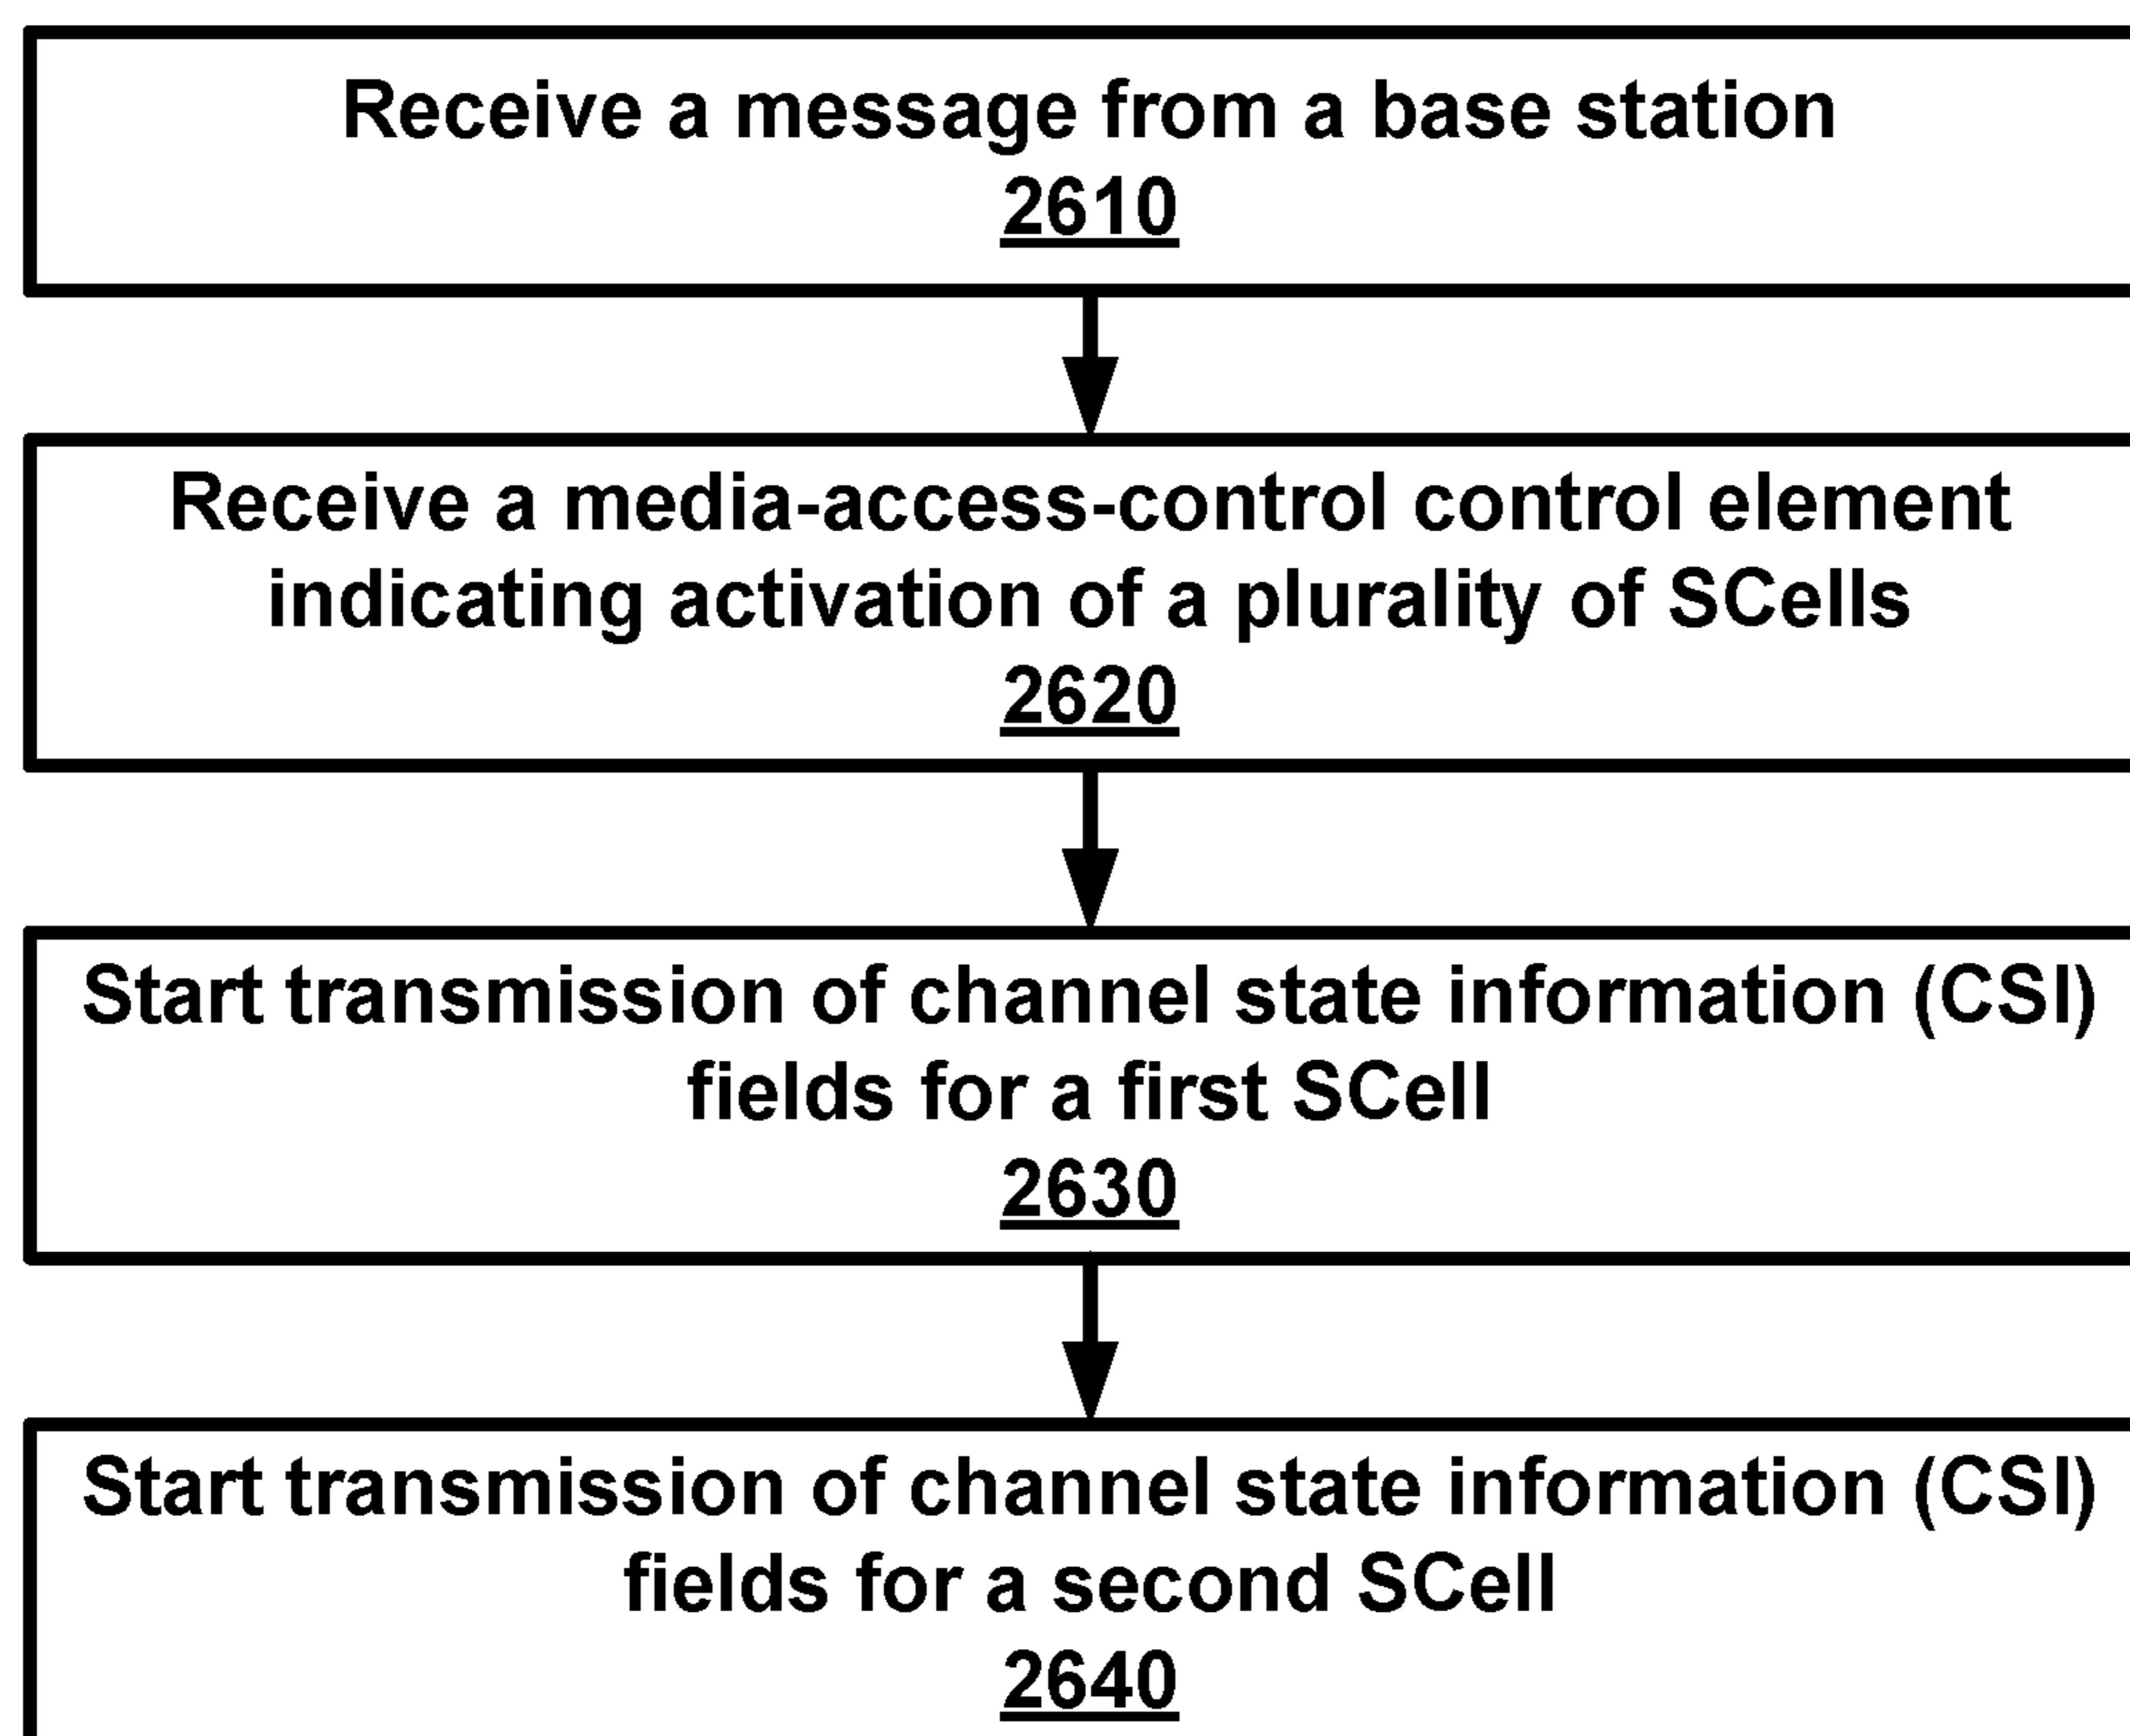 Receive a message from a base station
2610
Receive a media-access-control control element
indicating activation of a plurality of SCells
2620
Start transmission of channel state information (CSI)
fields for a first SCell
2630
Start transmission of channel state information (CSI)
fields for a second SCell
2640